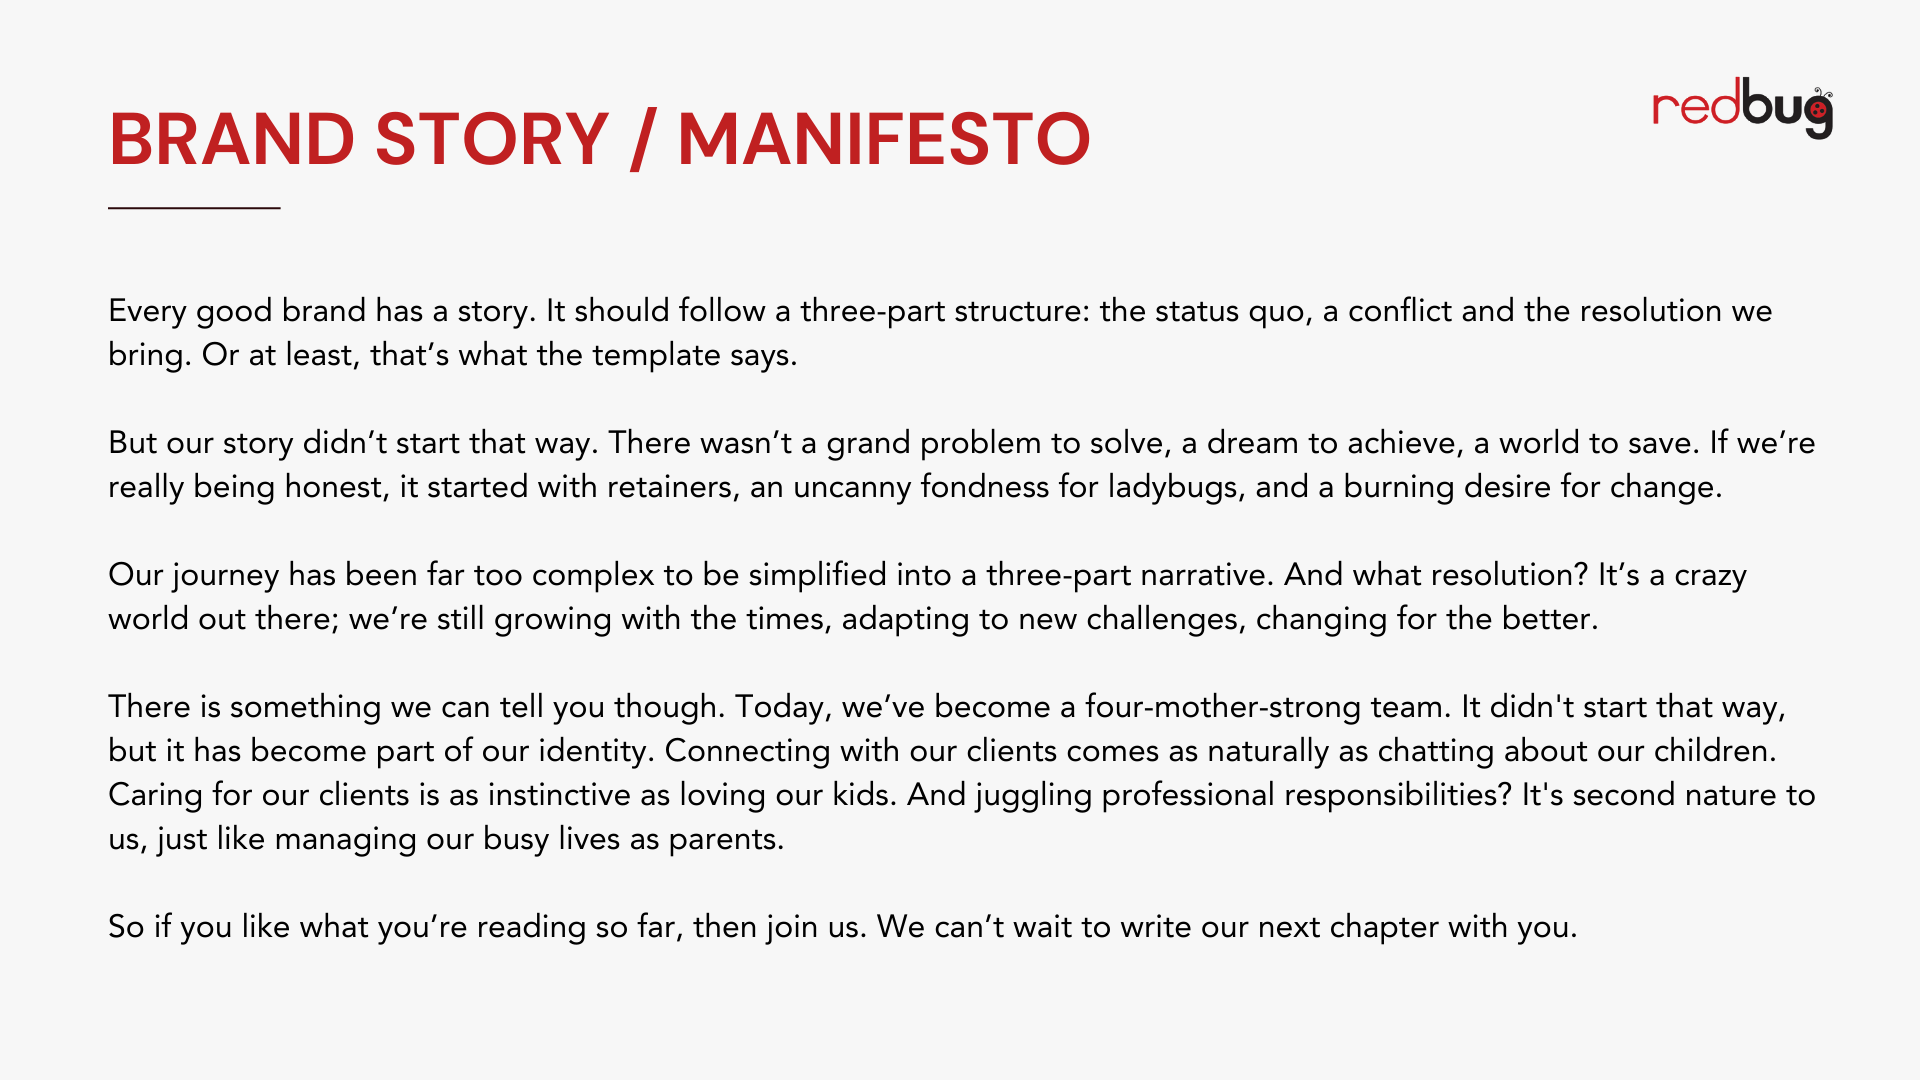 BRAND STORY / MANIFESTO
redbug
Every good brand has a story. It should follow a three-part structure: the status quo, a conflict and the resolution we
bring. Or at least, that’s what the template says.
But our story didn’t start that way. There wasn’t a grand problem to solve, a dream to achieve, a world to save. If we’re
really being honest, it started with retainers, an uncanny fondness for ladybugs, and a burning desire for change.
Our journey has been far too complex to be simplified into a three-part narrative. And what resolution? It’s a crazy
world out there; we’re still growing with the times, adapting to new challenges, changing for the better.
There is something we can tell you though. Today, we’ve become a four-mother-strong team. It didn't start that way,
but it has become part of our identity. Connecting with our clients comes as naturally as chatting about our children.
Caring for our clients is as instinctive as loving our kids. And juggling professional responsibilities? It's second nature to
us, just like managing our busy lives as parents.
So if you like what you’re reading so far, then join us. We can’t wait to write our next chapter with you.